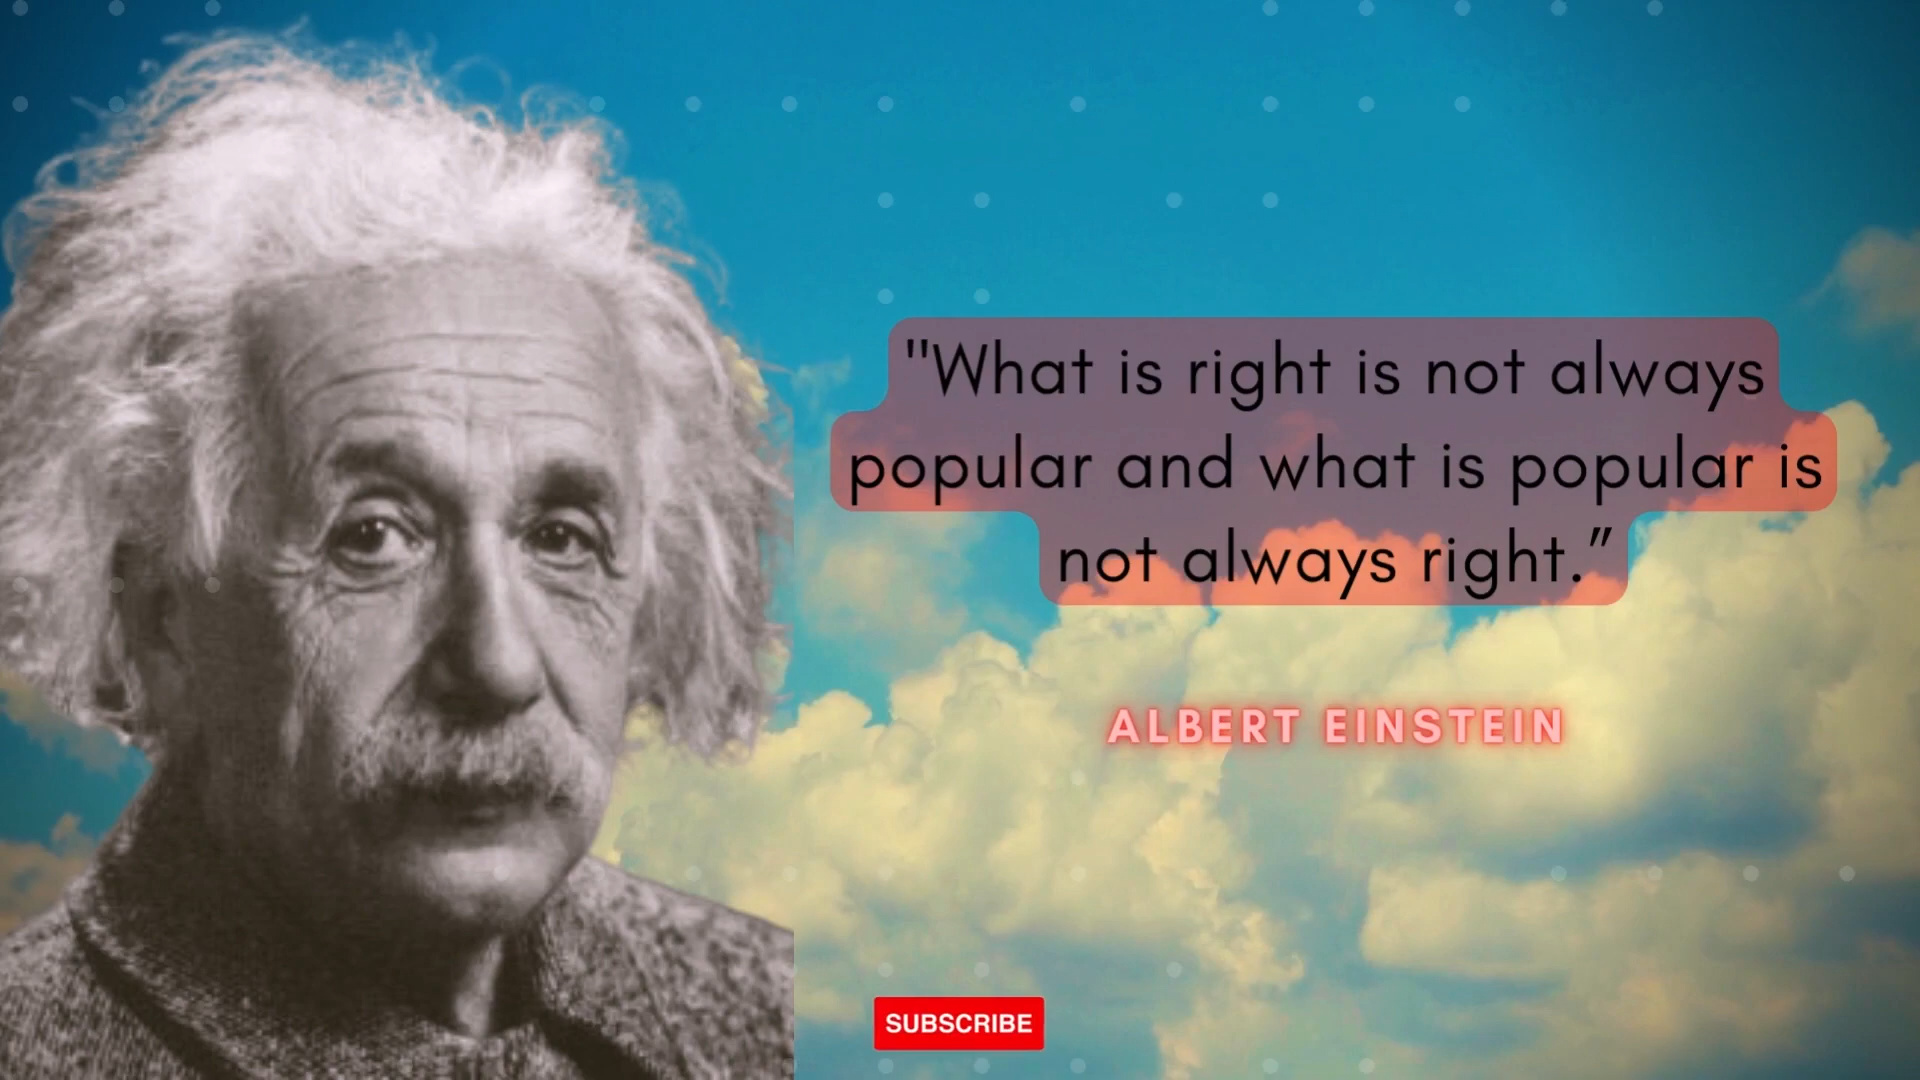 "What is right is not always
popular and what is popular is
not always right.”
ALBERT EINSTEIN
SUBSCRIBE